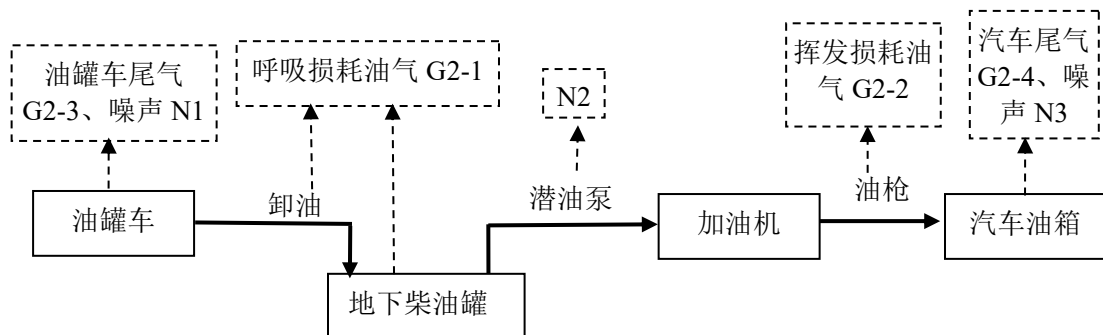 油罐车尾气
G2-3、噪声 N1
呼吸损耗油气 G2-1
N2
挥发损耗油
气 G2-2
汽车尾气
G2-4、噪
声 N3
油罐车
卸油
地下柴油罐
潜油泵
加油机
油枪
汽车油箱